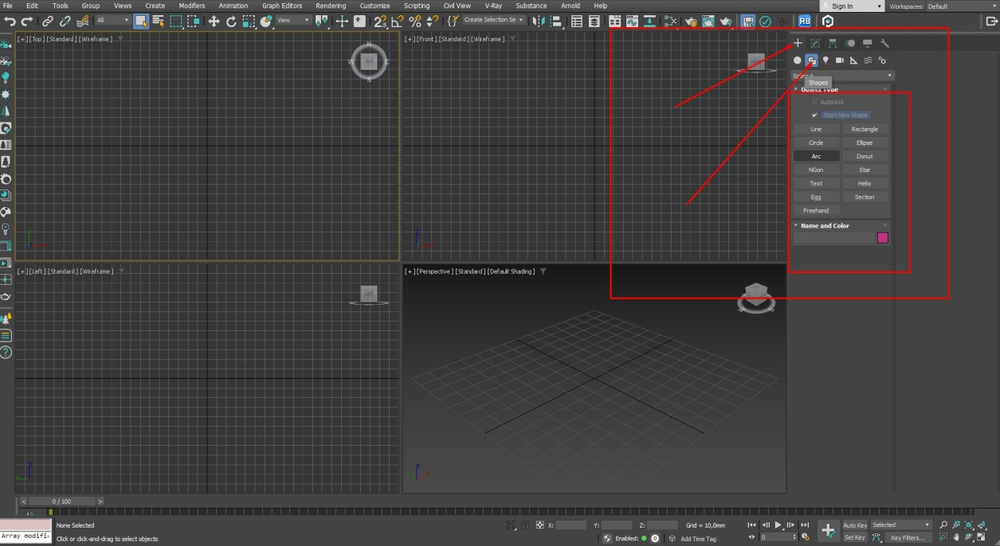 File Edit Tools Group Views Create Modifiers Animation Graph Editors Rendering Customize Scripting Civil View V-Ray Substance Arnold Help Sign In Workspaces: Default
All View Create Selection Se RB
[+] [Top] [Standard] [Wireframe]
[+] [Front] [Standard] [Wireframe]
N
W E
S
Shapes
Object Type
AutoGrid
Start New Shape
Line Rectangle
Circle Ellipse
Arc Donut
NGon Star
Text Helix
Egg Section
Freehand
Name and Color
[+] [Left] [Standard] [Wireframe]
[+] [Perspective] [Standard] [Default Shading]
< 0 / 100 >
None Selected X: Y: Z: Grid = 10,0mm Auto Key Selected
Array modifi Click or click-and-drag to select objects Enabled: 0 Add Time Tag 0 Set Key Key Filters...